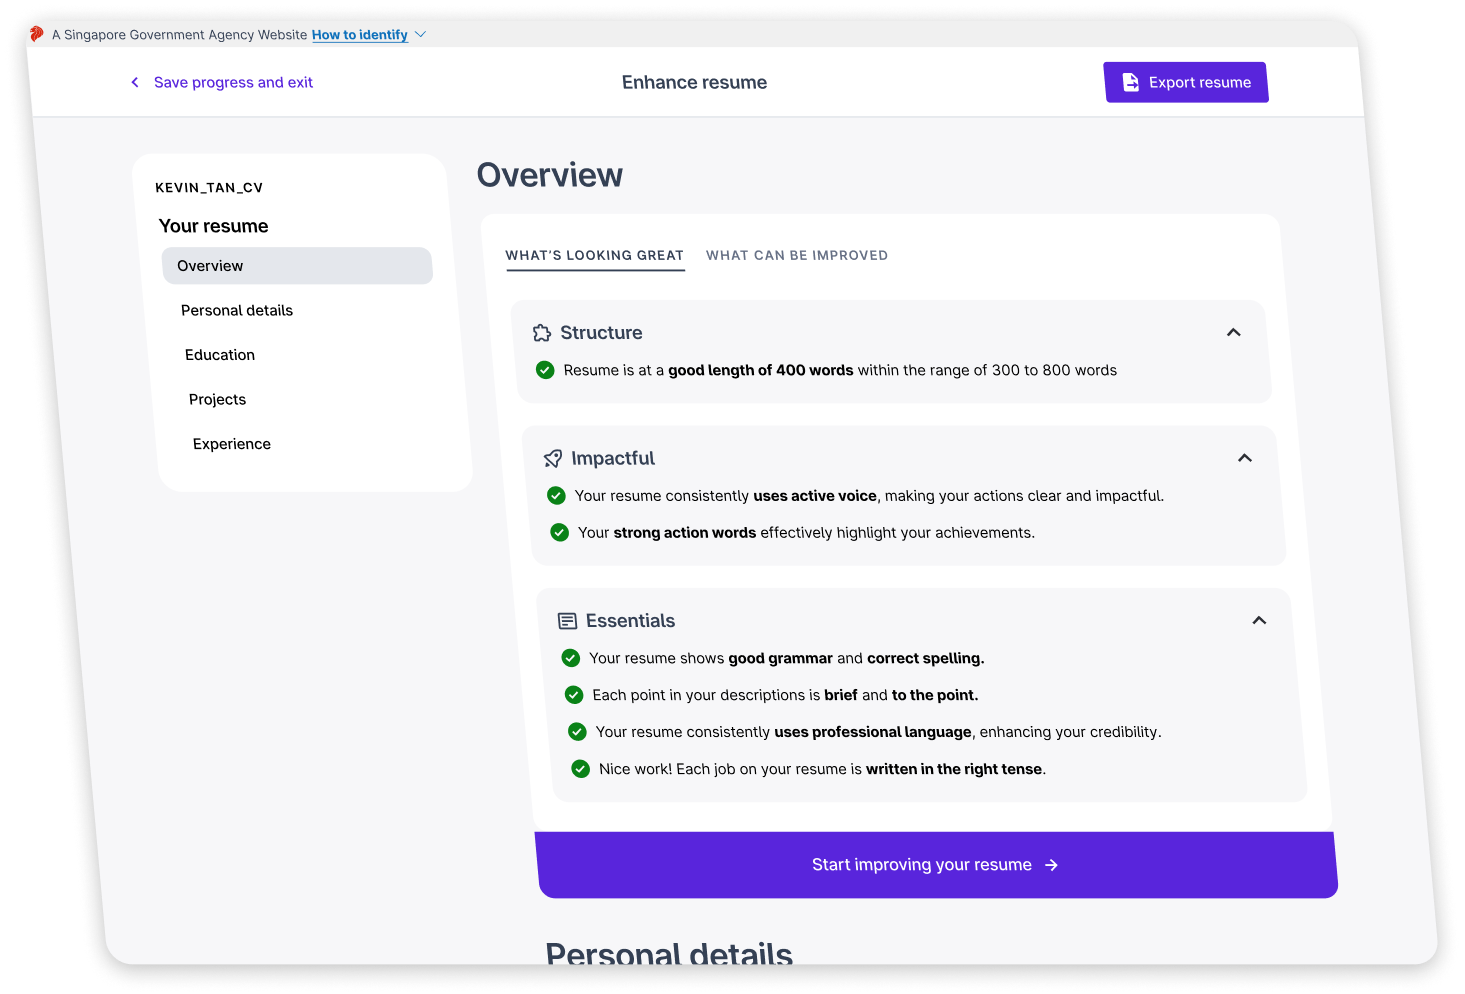 A Singapore Government Agency Website How to identify
Save progress and exit
Enhance resume
Export resume
KEVIN_TAN_CV
Your resume
Overview
Personal details
Education
Projects
Experience
Overview
WHAT'S LOOKING GREAT
WHAT CAN BE IMPROVED
Structure
Resume is at a good length of 400 words within the range of 300 to 800 words
Impactful
Your resume consistently uses active voice, making your actions clear and impactful.
Your strong action words effectively highlight your achievements.
Essentials
Your resume shows good grammar and correct spelling.
Each point in your descriptions is brief and to the point.
Your resume consistently uses professional language, enhancing your credibility.
Nice work! Each job on your resume is written in the right tense.
Start improving your resume
Personal details